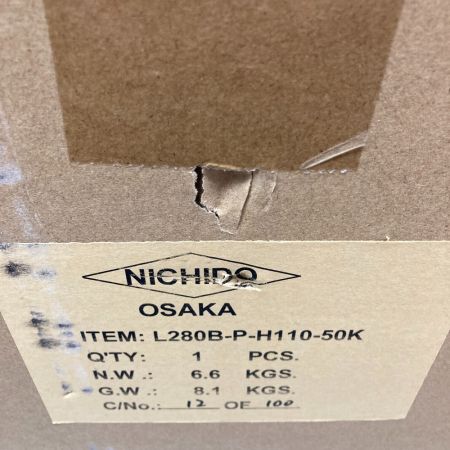 NICHIDO
OSAKA
ITEM: L280B-P-H110-50K
Q'TY: 1 PCS.
N.W .: 6.6 KGS.
G.W .: 8.1 KGS.
C/No.: 12 OF 100